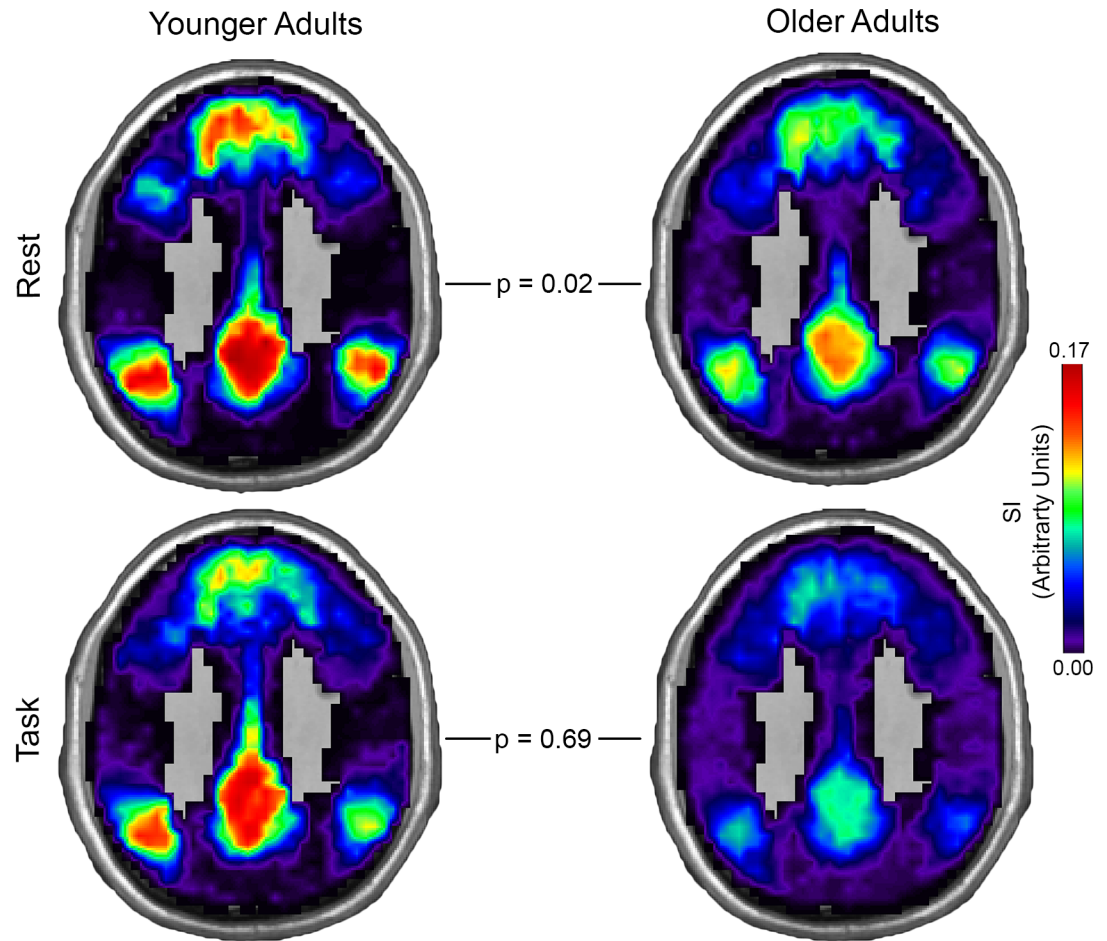 Younger Adults
Older Adults
Rest
p = 0.02
0.17
SI
(Arbitrarty Units)
0.00
Task
p = 0.69